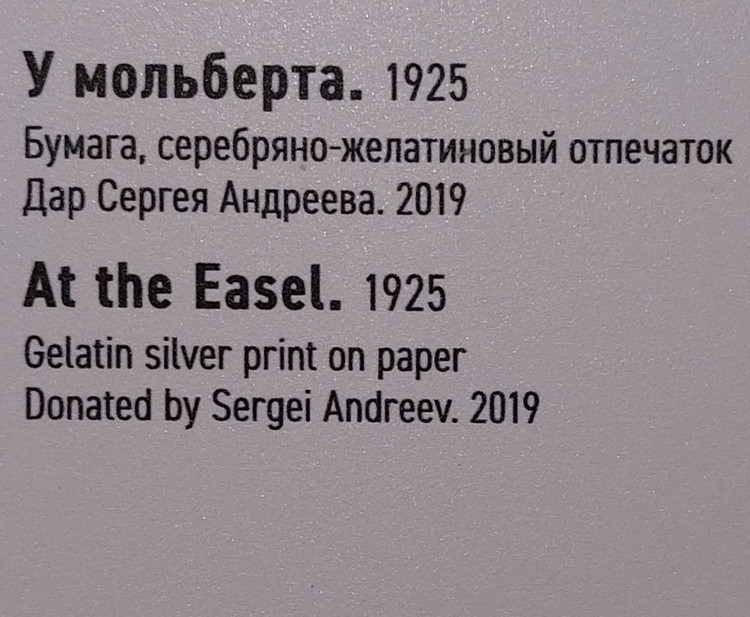 У мольберта. 1925
Бумага, серебряно-желатиновый отпечаток
Дар Сергея Андреева. 2019
At the Easel. 1925
Gelatin silver print on paper
Donated by Sergei Andreev. 2019